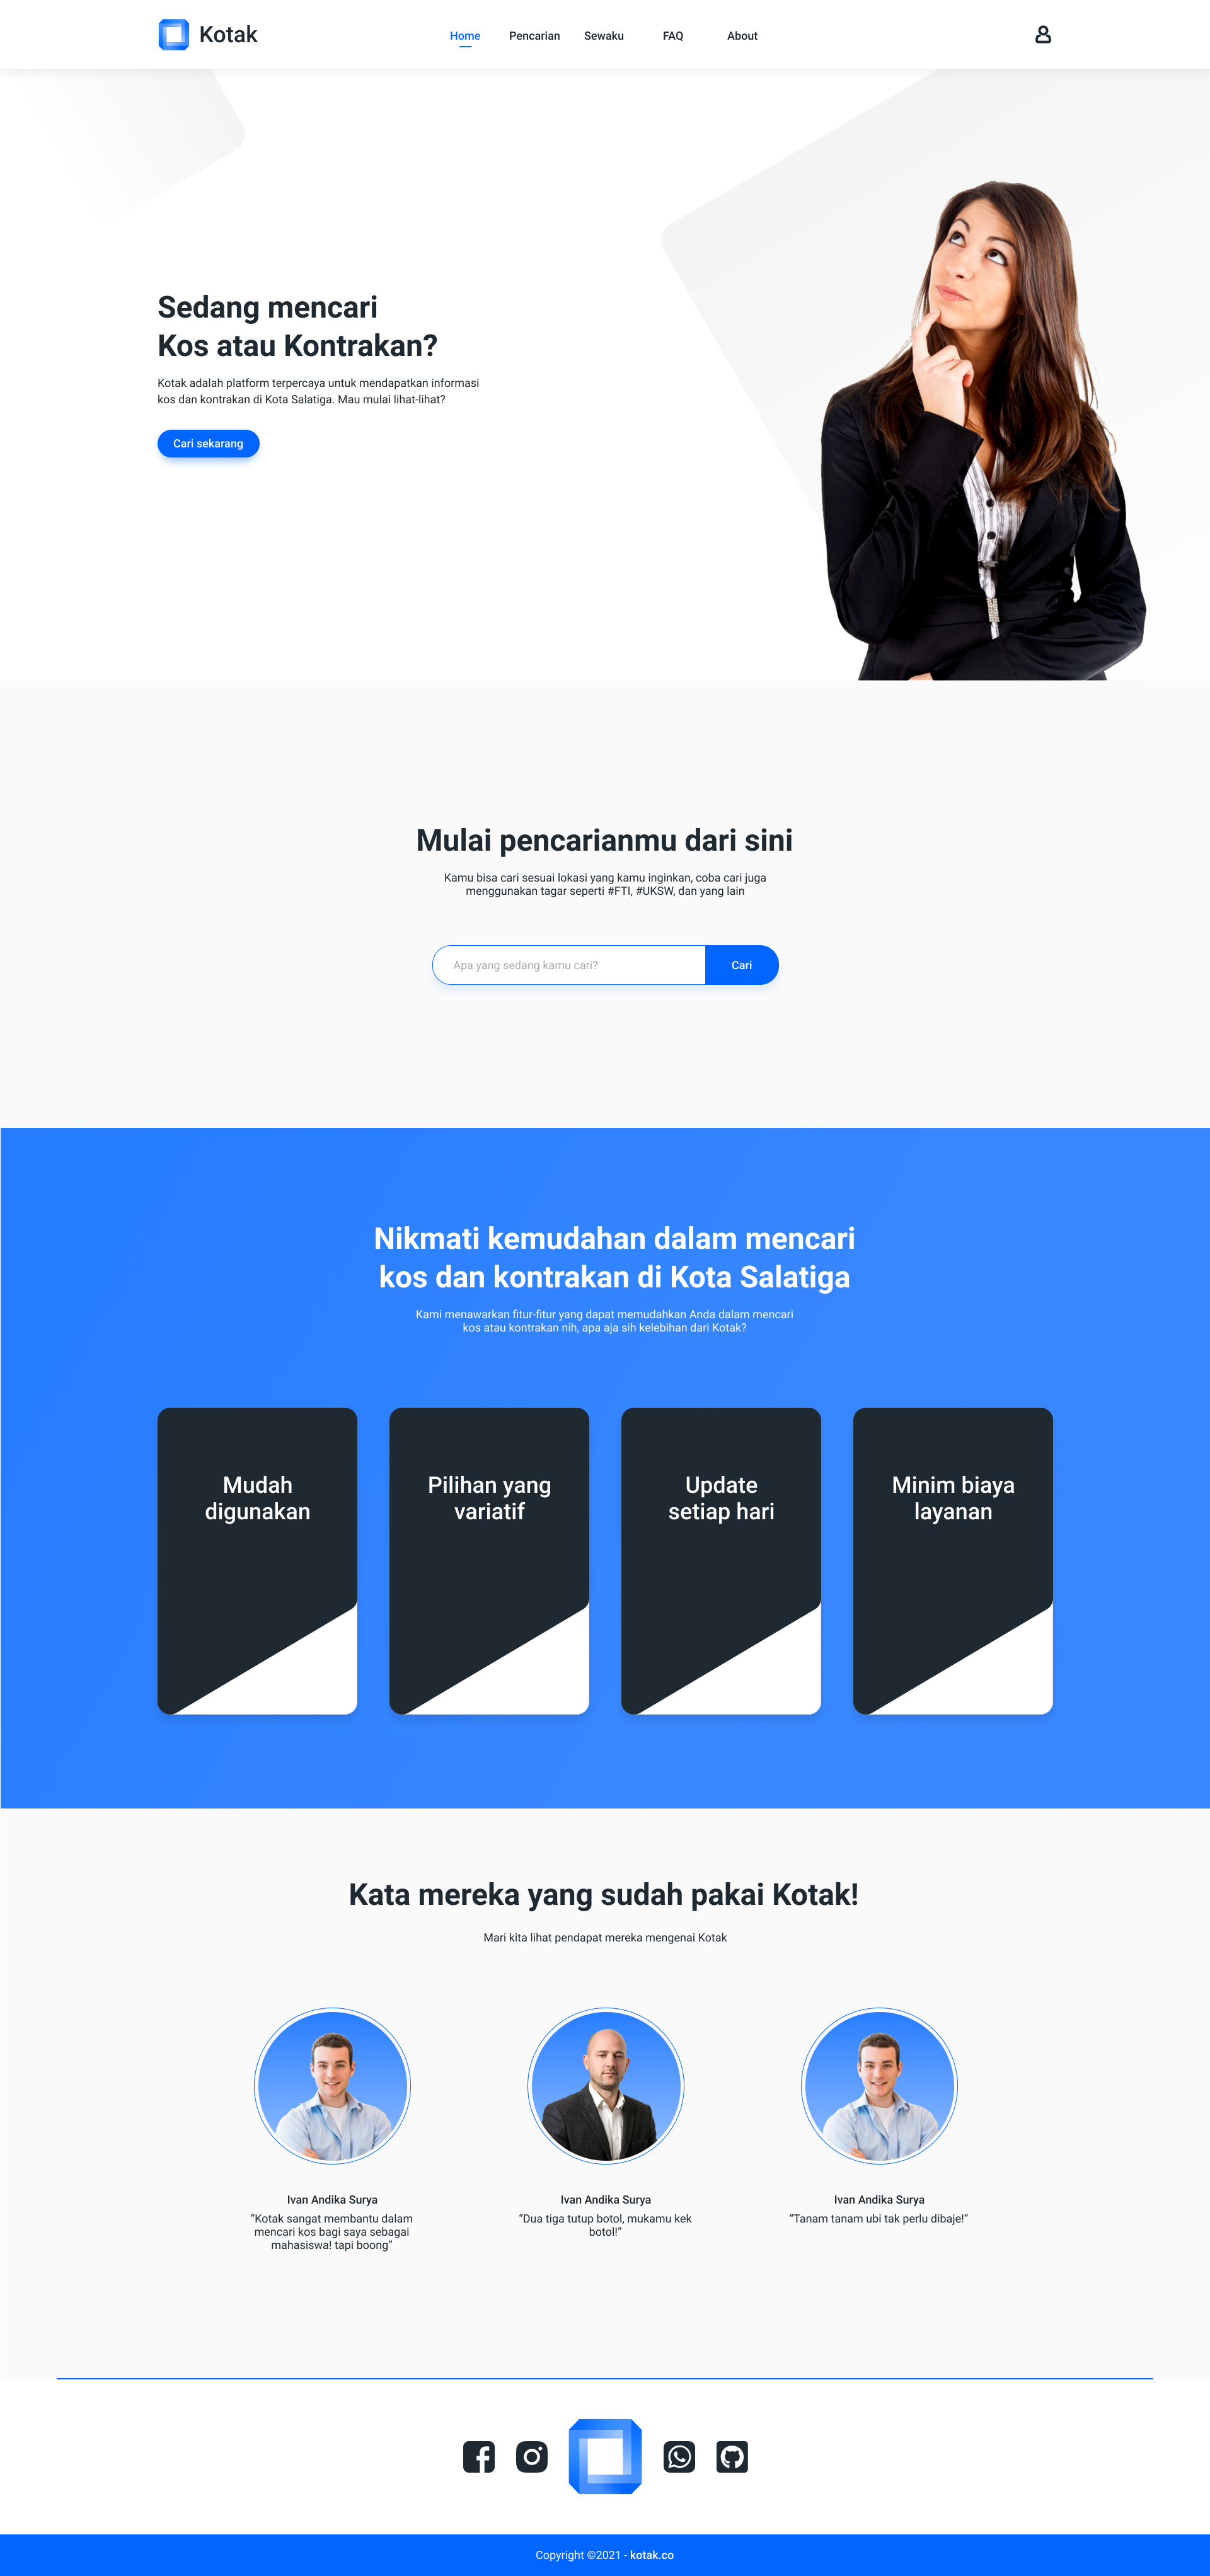 Kotak
Home
Pencarian
Sewaku
FAQ
About
Sedang mencari
Kos atau Kontrakan?
Kotak adalah platform terpercaya untuk mendapatkan informasi
kos dan kontrakan di Kota Salatiga. Mau mulai lihat-lihat?
Cari sekarang
Mulai pencarianmu dari sini
Kamu bisa cari sesuai lokasi yang kamu inginkan, coba cari juga
menggunakan tagar seperti #FTI, #UKSW, dan yang lain
Apa yang sedang kamu cari?
Cari
Nikmati kemudahan dalam mencari
kos dan kontrakan di Kota Salatiga
Kami menawarkan fitur-fitur yang dapat memudahkan Anda dalam mencari
kos atau kontrakan nih, apa aja sih kelebihan dari Kotak?
Mudah
digunakan
Pilihan yang
variatif
Update
setiap hari
Minim biaya
layanan
Kata mereka yang sudah pakai Kotak!
Mari kita lihat pendapat mereka mengenai Kotak
Ivan Andika Surya
“Kotak sangat membantu dalam
mencari kos bagi saya sebagai
mahasiswa! tapi boong”
Ivan Andika Surya
“Dua tiga tutup botol, mukamu kek
botol!”
Ivan Andika Surya
“Tanam tanam ubi tak perlu dibaje!”
Copyright ©2021 - kotak.co